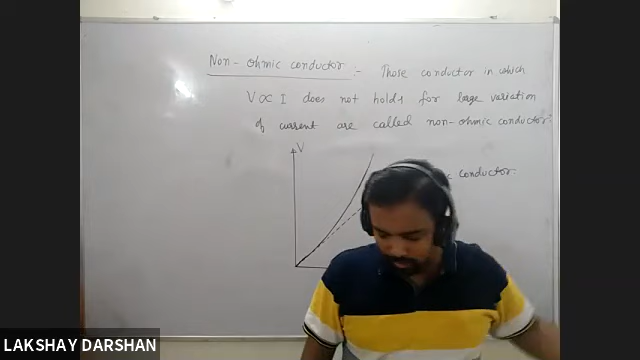 Non-ohmic conductor :- Those conductor in which
V ∝ I does not holds for large variation
of current are called non-ohmic conductor.
V
conductor.
LAKSHAY DARSHAN